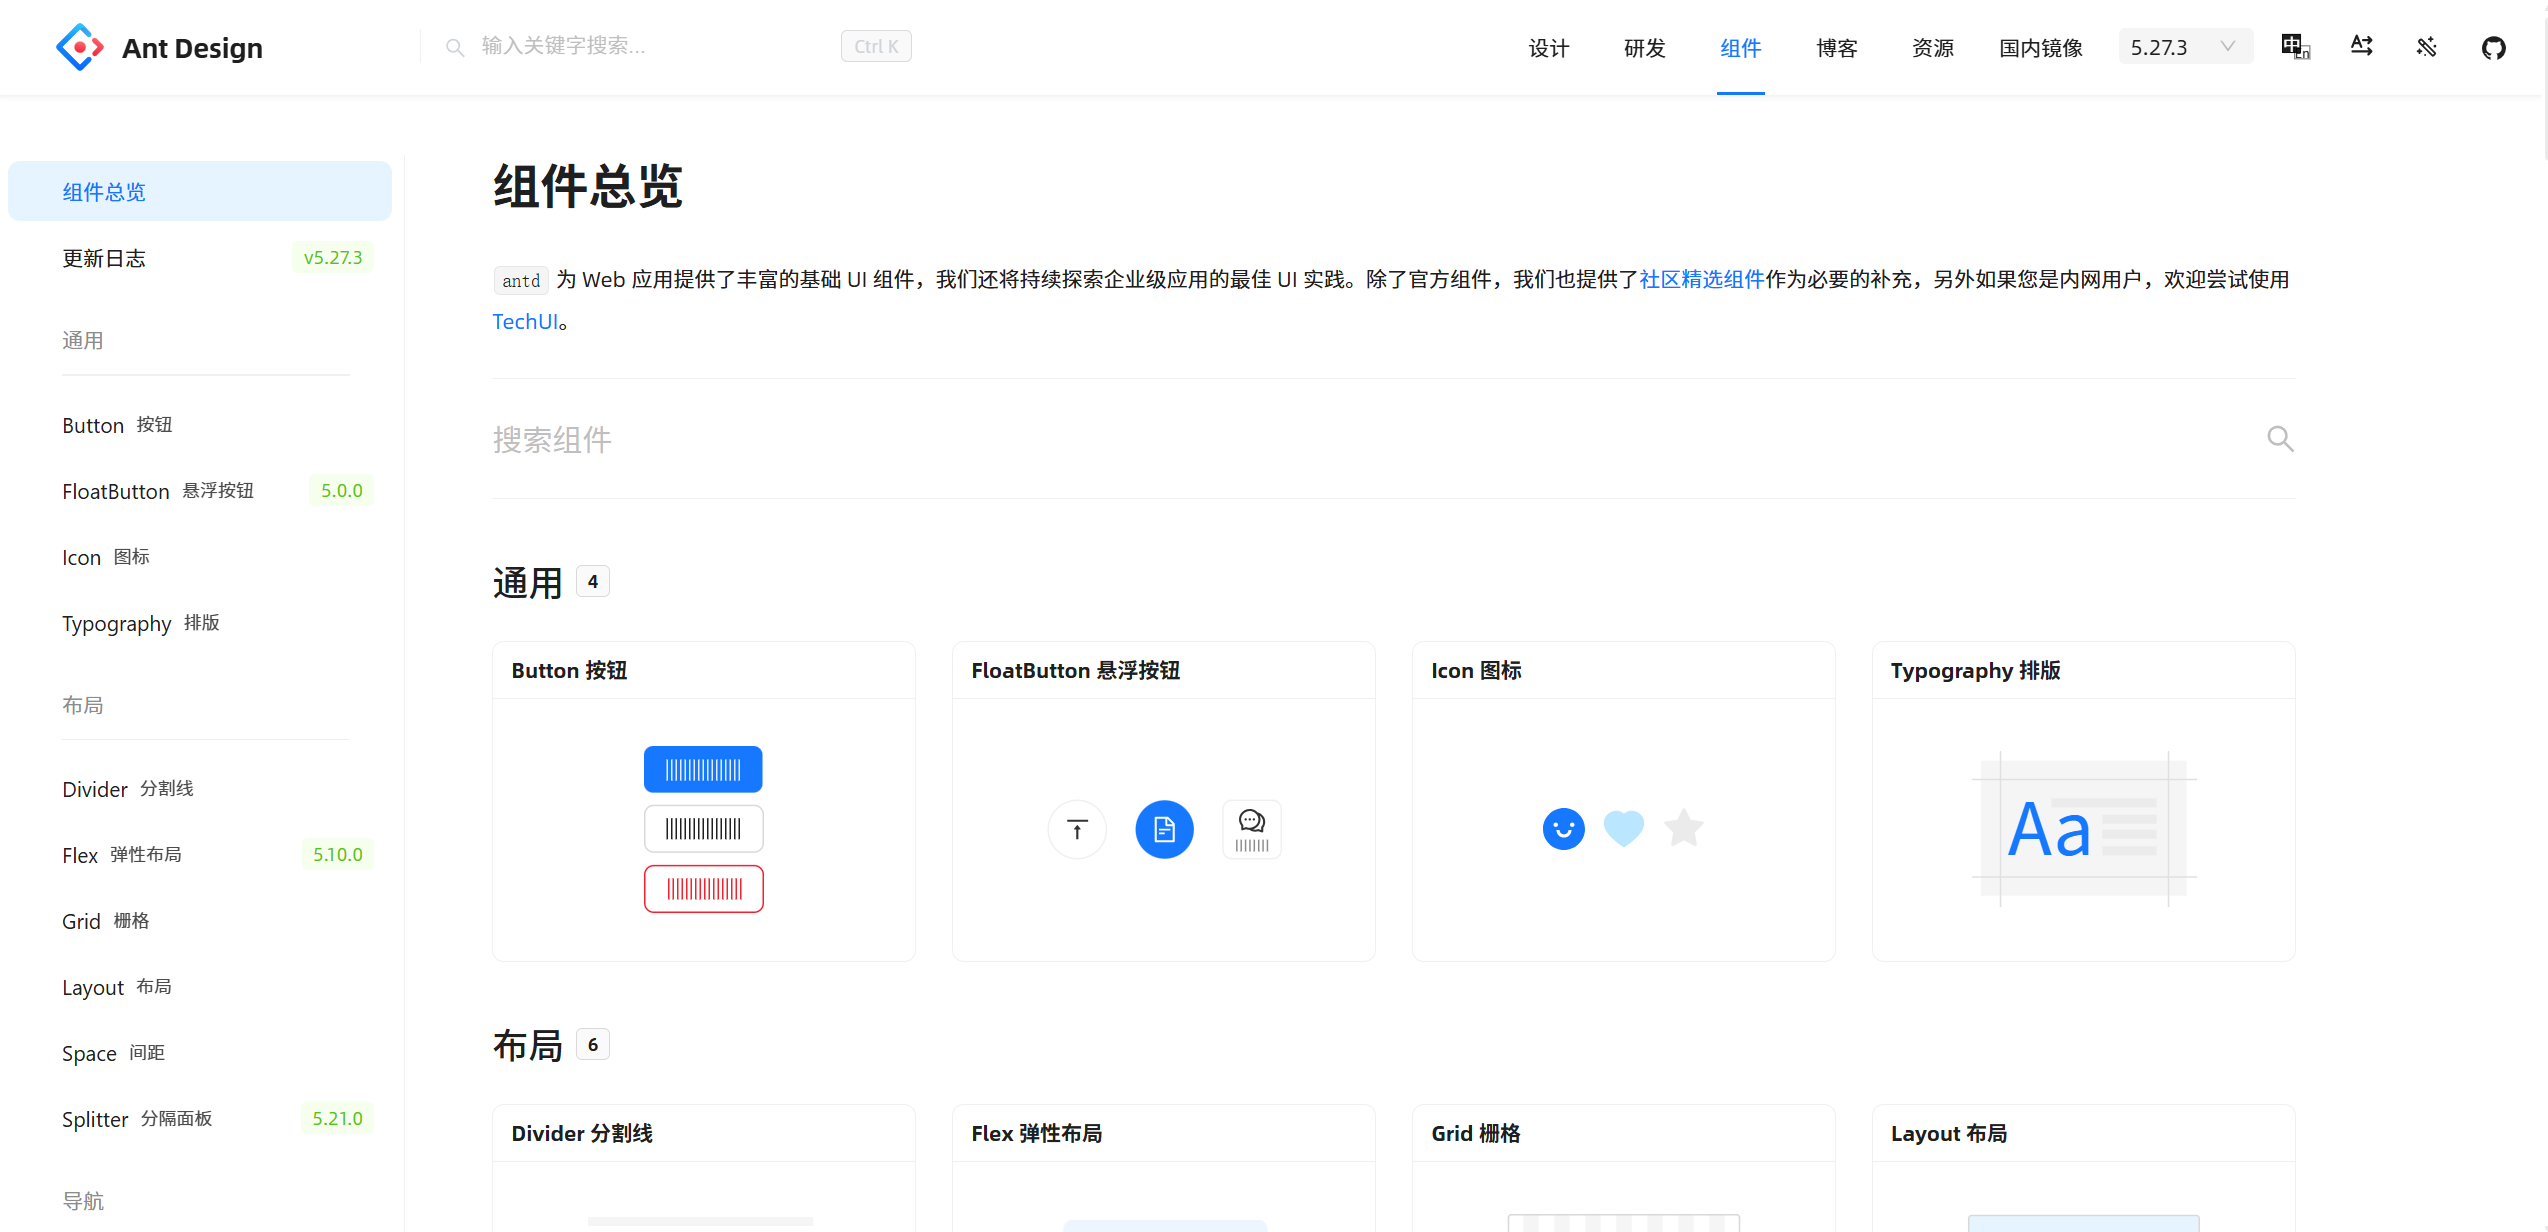 Ant Design
输入关键字搜索...
Ctrl K
设计
研发
组件
博客
资源
国内镜像
5.27.3
中
En
组件总览
更新日志 v5.27.3
通用
Button 按钮
FloatButton 悬浮按钮 5.0.0
Icon 图标
Typography 排版
布局
Divider 分割线
Flex 弹性布局 5.10.0
Grid 栅格
Layout 布局
Space 间距
Splitter 分隔面板 5.21.0
导航
组件总览
antd 为 Web 应用提供了丰富的基础 UI 组件，我们还将持续探索企业级应用的最佳 UI 实践。除了官方组件，我们也提供了社区精选组件作为必要的补充，另外如果您是内网用户，欢迎尝试使用
TechUI。
搜索组件
通用 4
Button 按钮
FloatButton 悬浮按钮
Icon 图标
Typography 排版
Aa
布局 6
Divider 分割线
Flex 弹性布局
Grid 栅格
Layout 布局